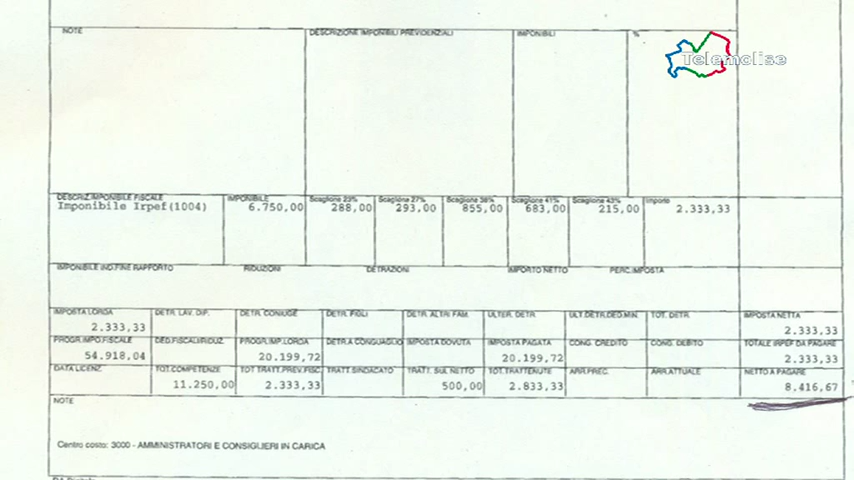 NOTE DESCRIZIONE IMPONIBILI PREVIDENZIALI IMPONIBILI %
Telemolise
DESCRIZ.IMPONIBILE FISCALE IMPONIBILE Scaglione 23% Scaglione 27% Scaglione 38% Scaglione 41% Scaglione 43% Importo
Imponibile Irpef(1004) 6.750,00 288,00 293,00 855,00 683,00 215,00 2.333,33
IMPONIBILE IND.FINE RAPPORTO RIDUZIONI DETRAZIONI IMPORTO NETTO PERC.IMPOSTA
IMPOSTA LORDA DETR. LAV. DIP. DETR. CONIUGE DETR. FIGLI DETR. ALTRI FAM. ULTER. DETR. ULT.DETR.DED.MIN. TOT. DETR. IMPOSTA NETTA
2.333,33 2.333,33
PROGR.IMPO.FISCALE DED.FISCALI/RIDUZ. PROGR.IMP.LORDA DETR.A CONGUAGLIO IMPOSTA DOVUTA IMPOSTA PAGATA CONG. CREDITO CONG. DEBITO TOTALE IRPEF DA PAGARE
54.918,04 20.199,72 20.199,72 2.333,33
DATA LICENZ. TOT.COMPETENZE TOT TRATT.PREV.FISC. TRATT. SINDACATO TRATT. SUL NETTO TOT.TRATTENUTE ARR.PREC. ARR.ATTUALE NETTO A PAGARE
11.250,00 2.333,33 500,00 2.833,33 8.416,67
NOTE
Centro costo: 3000 - AMMINISTRATORI E CONSIGLIERI IN CARICA